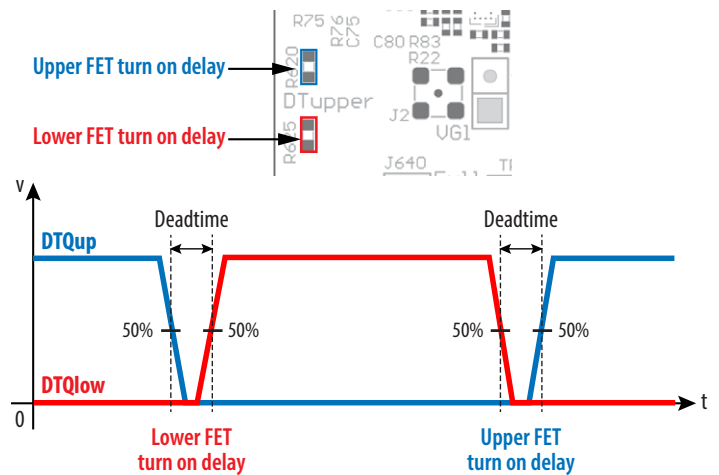 R75
R76
C75
C80 R83
R22
Upper FET turn on delay
R620
DTupper
J2
VG1
Lower FET turn on delay
J640
V
Deadtime
Deadtime
DTQup
50%
50%
50%
50%
DTQlow
0
t
Lower FET
turn on delay
Upper FET
turn on delay